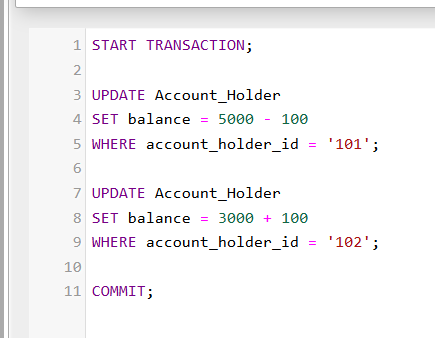 1 START TRANSACTION;
2
3 UPDATE Account_Holder
4 SET balance = 5000 - 100
5 WHERE account_holder_id = '101';
6
7 UPDATE Account_Holder
8 SET balance = 3000 + 100
9 WHERE account_holder_id = '102';
10
11 COMMIT;